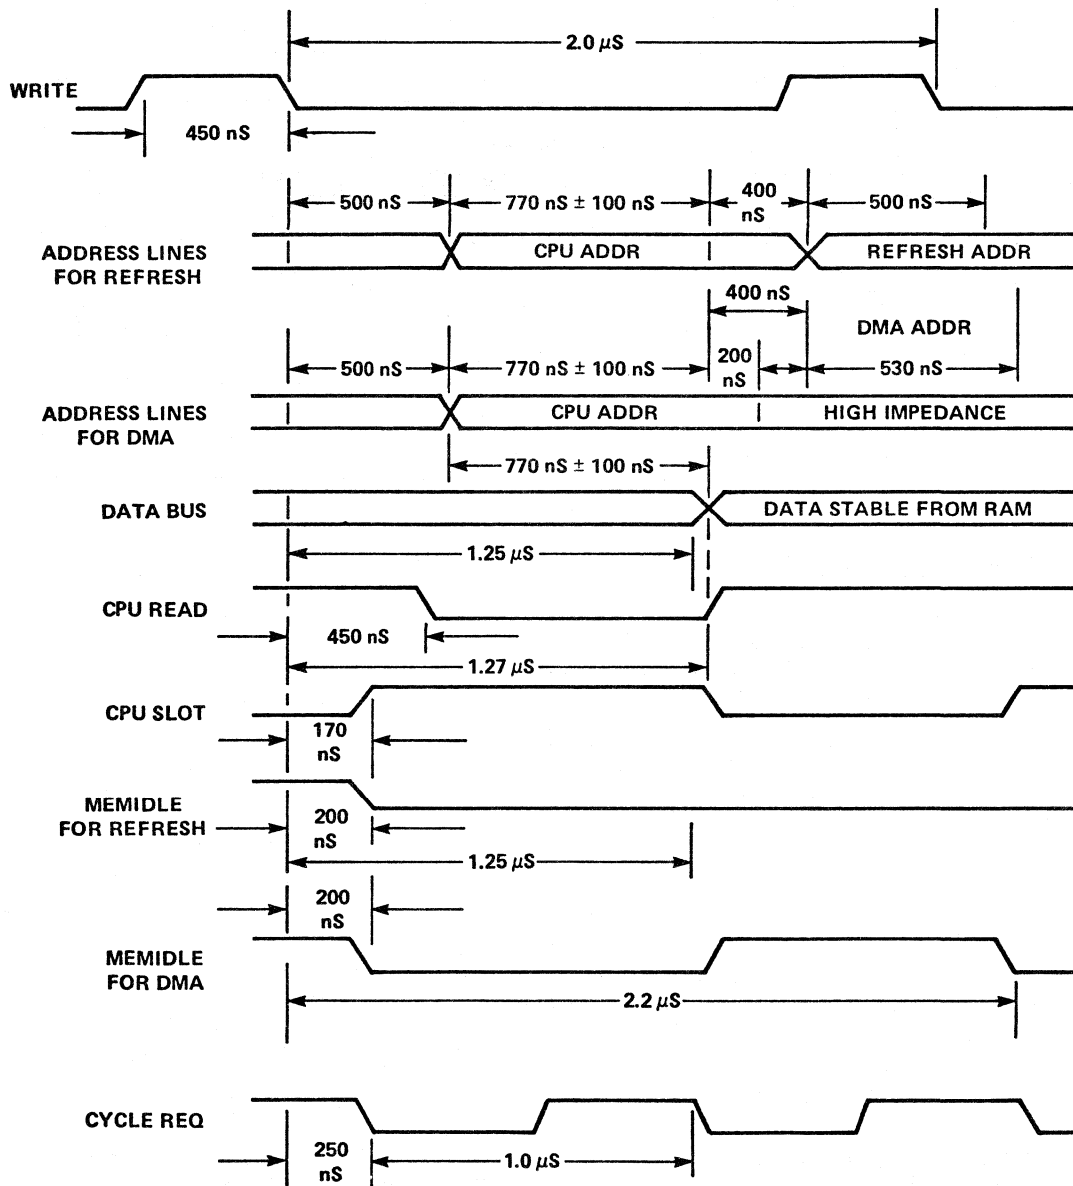 2.0 μS
WRITE
450 nS
500 nS
770 nS ± 100 nS
400
nS
500 nS
ADDRESS LINES
FOR REFRESH
CPU ADDR
REFRESH ADDR
400 nS
DMA ADDR
500 nS
770 nS ± 100 nS
200
nS
530 nS
ADDRESS LINES
FOR DMA
CPU ADDR
HIGH IMPEDANCE
770 nS ± 100 nS
DATA BUS
DATA STABLE FROM RAM
1.25 μS
CPU READ
450 nS
1.27 μS
CPU SLOT
170
nS
MEMIDLE
FOR REFRESH
200
nS
1.25 μS
200
nS
MEMIDLE
FOR DMA
2.2 μS
CYCLE REQ
250
nS
1.0 μS